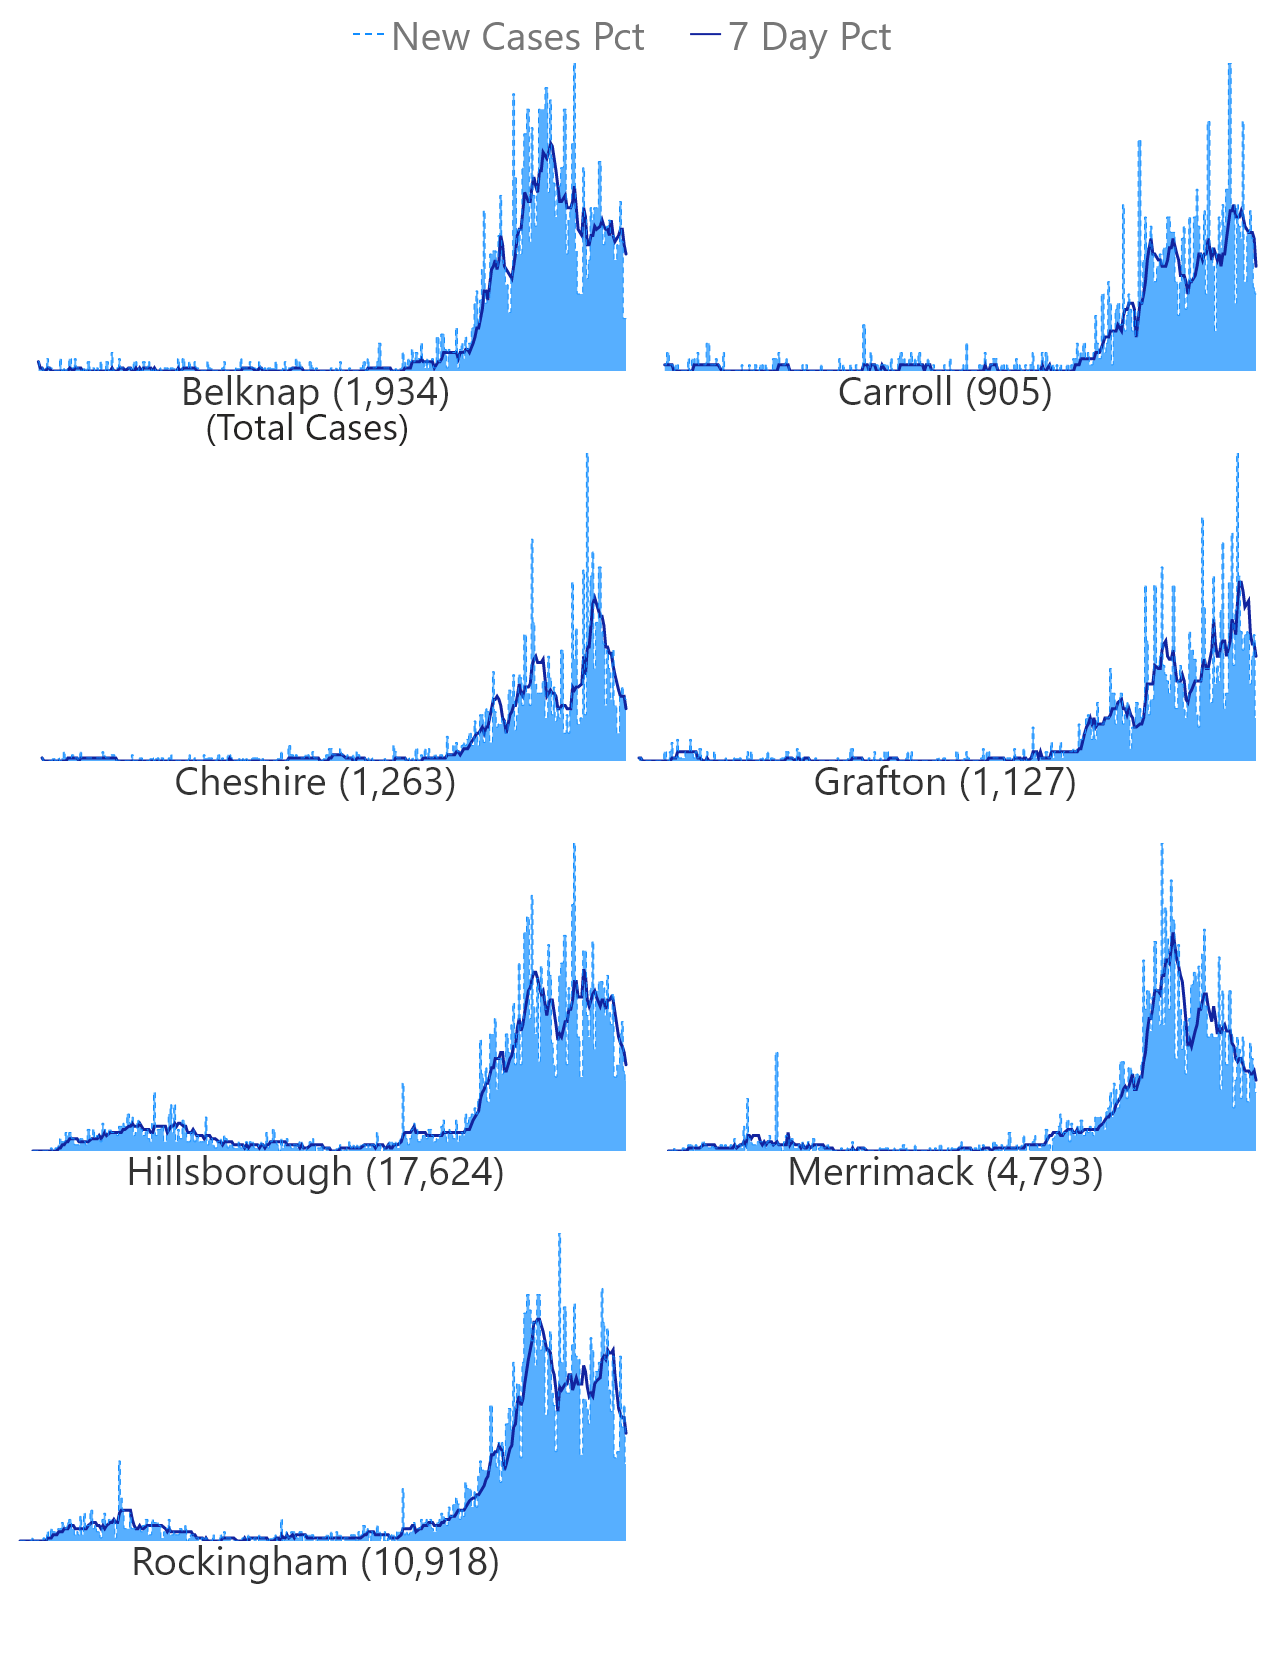 New Cases Pct 7 Day Pct
Belknap (1,934) Carroll (905)
(Total Cases)
Cheshire (1,263) Grafton (1,127)
Hillsborough (17,624) Merrimack (4,793)
Rockingham (10,918)